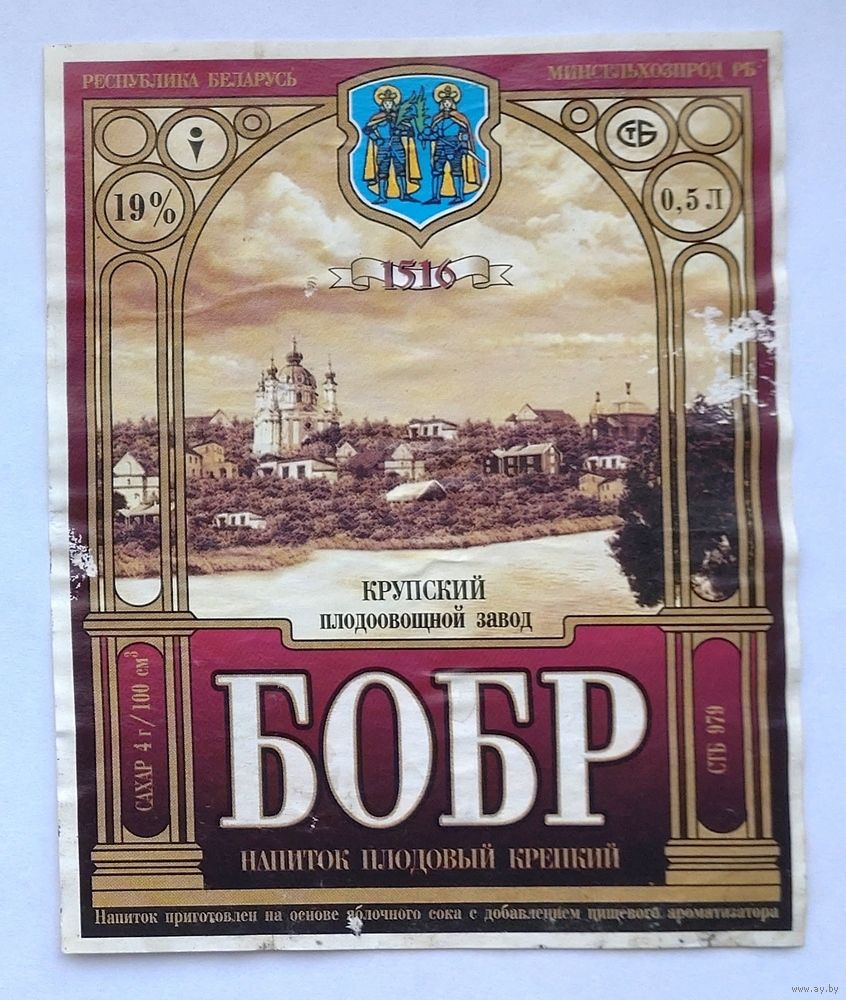 РЕСПУБЛИКА БЕЛАРУСЬ
МИНСЕЛЬХОЗПРОД РБ
СТБ
19%
0,5 Л
1516
КРУПСКИЙ
ПЛОДООВОЩНОЙ ЗАВОД
САХАР 4 г/100 см³
СТБ 979
БОБР
НАПИТОК ПЛОДОВЫЙ КРЕПКИЙ
Напиток приготовлен на основе яблочного сока с добавлением пищевого ароматизатора
www.ay.by